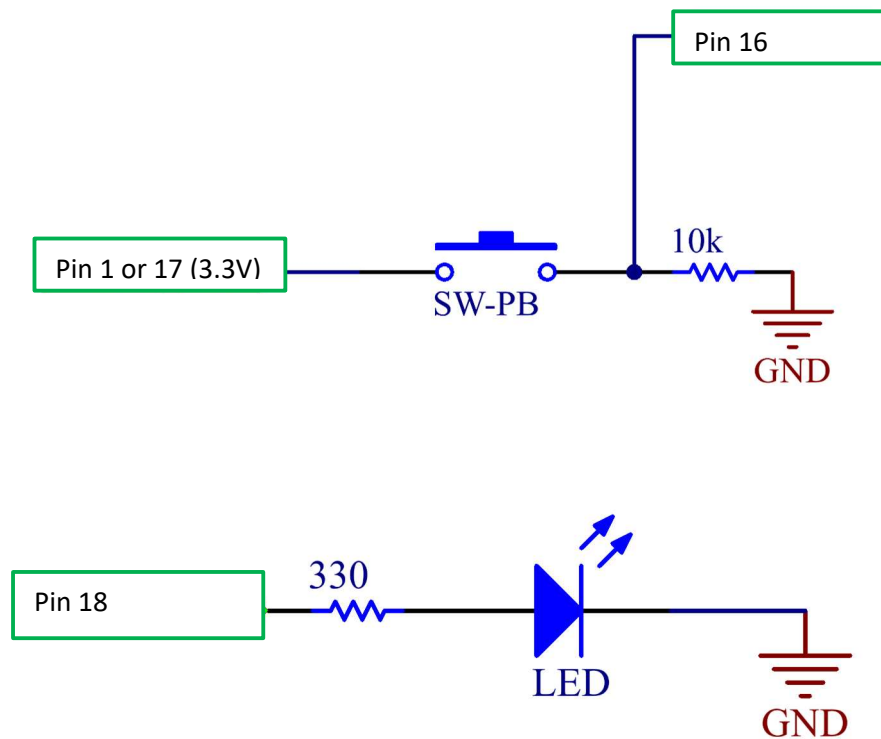 Pin 16
Pin 1 or 17 (3.3V)
10k
SW-PB
GND
330
Pin 18
LED
GND